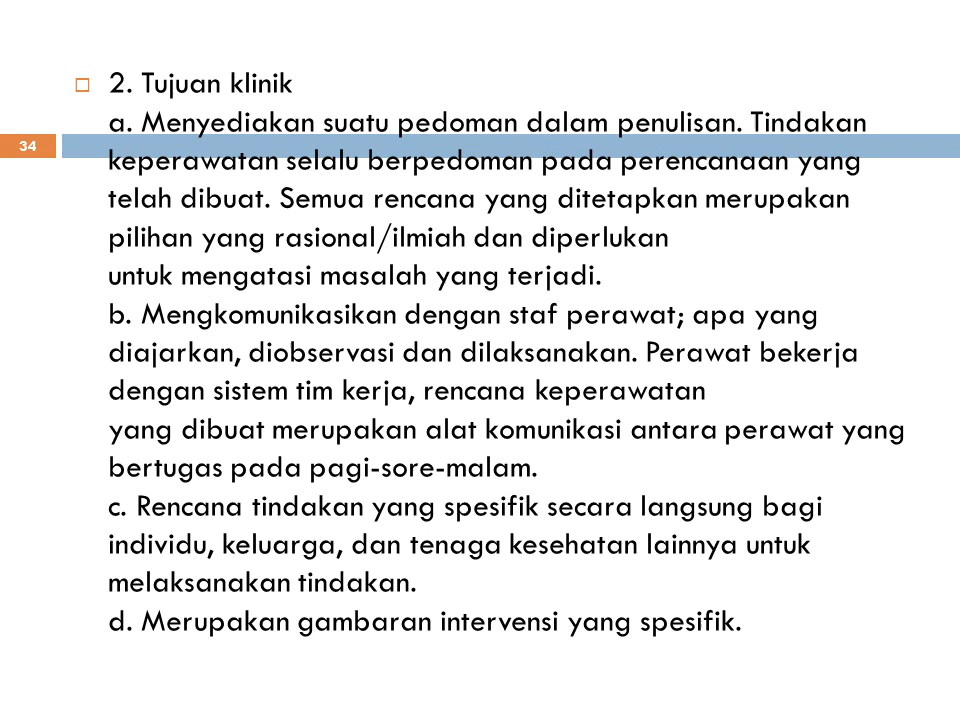 2. Tujuan klinik
a. Menyediakan suatu pedoman dalam penulisan. Tindakan
34
keperawatan selalu berpedoman pada perencanaan yang
telah dibuat. Semua rencana yang ditetapkan merupakan
pilihan yang rasional/ilmiah dan diperlukan
untuk mengatasi masalah yang terjadi.
b. Mengkomunikasikan dengan staf perawat; apa yang
diajarkan, diobservasi dan dilaksanakan. Perawat bekerja
dengan sistem tim kerja, rencana keperawatan
yang dibuat merupakan alat komunikasi antara perawat yang
bertugas pada pagi-sore-malam.
c. Rencana tindakan yang spesifik secara langsung bagi
individu, keluarga, dan tenaga kesehatan lainnya untuk
melaksanakan tindakan.
d. Merupakan gambaran intervensi yang spesifik.